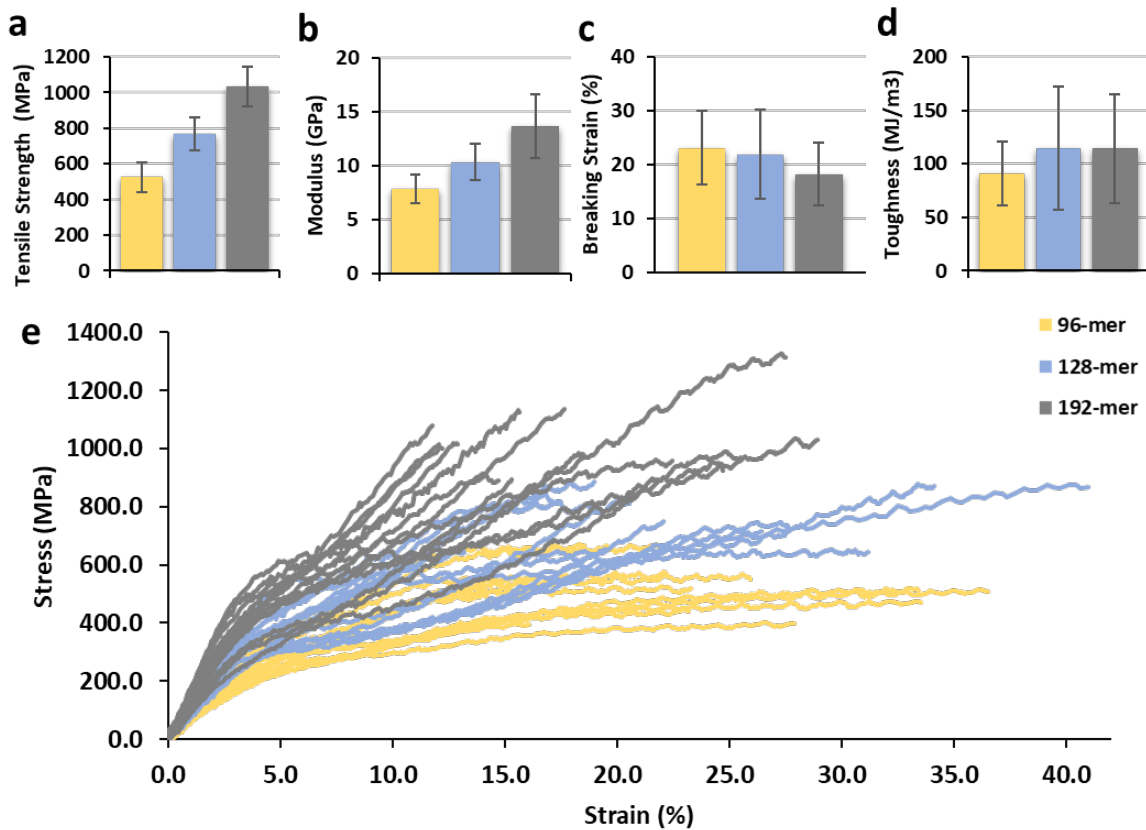 a
Tensile Strength (MPa)
1200
1000
800
600
400
200
0
b
Modulus (GPa)
20
15
10
5
0
c
Breaking Strain (%)
40
30
20
10
0
d
Toughness (MJ/m3)
200
150
100
50
0
e
Stress (MPa)
1400.0
1200.0
1000.0
800.0
600.0
400.0
200.0
0.0
96-mer
128-mer
192-mer
0.0 5.0 10.0 15.0 20.0 25.0 30.0 35.0 40.0
Strain (%)